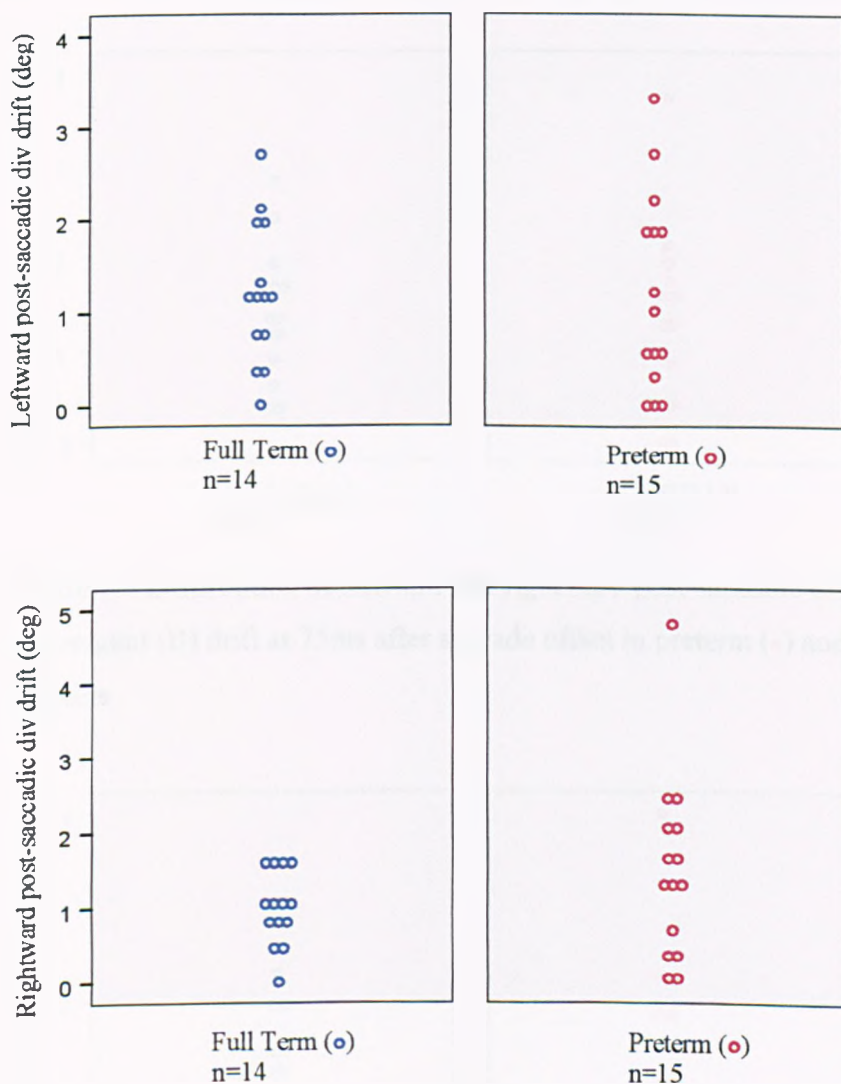 Leftward post-saccadic div drift (deg)
4
3
2
1
0
Full Term (o)
n=14
Preterm (o)
n=15
Rightward post-saccadic div drift (deg)
5
4
3
2
1
0
Full Term (o)
n=14
Preterm (o)
n=15